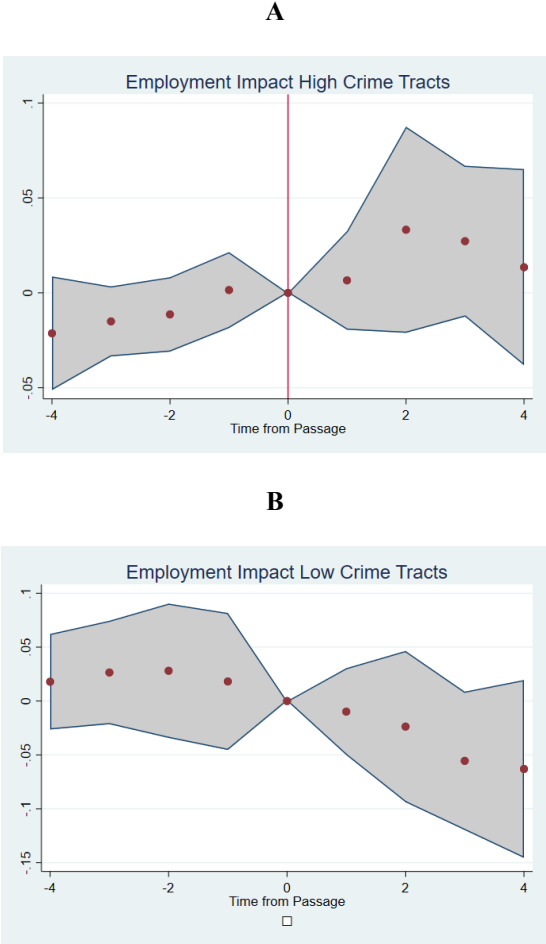 A
Employment Impact High Crime Tracts
.1
.05
0
-.05
-4 -2 0 2 4
Time from Passage
B
Employment Impact Low Crime Tracts
.1
.05
0
-.05
-.1
-.15
-4 -2 0 2 4
Time from Passage